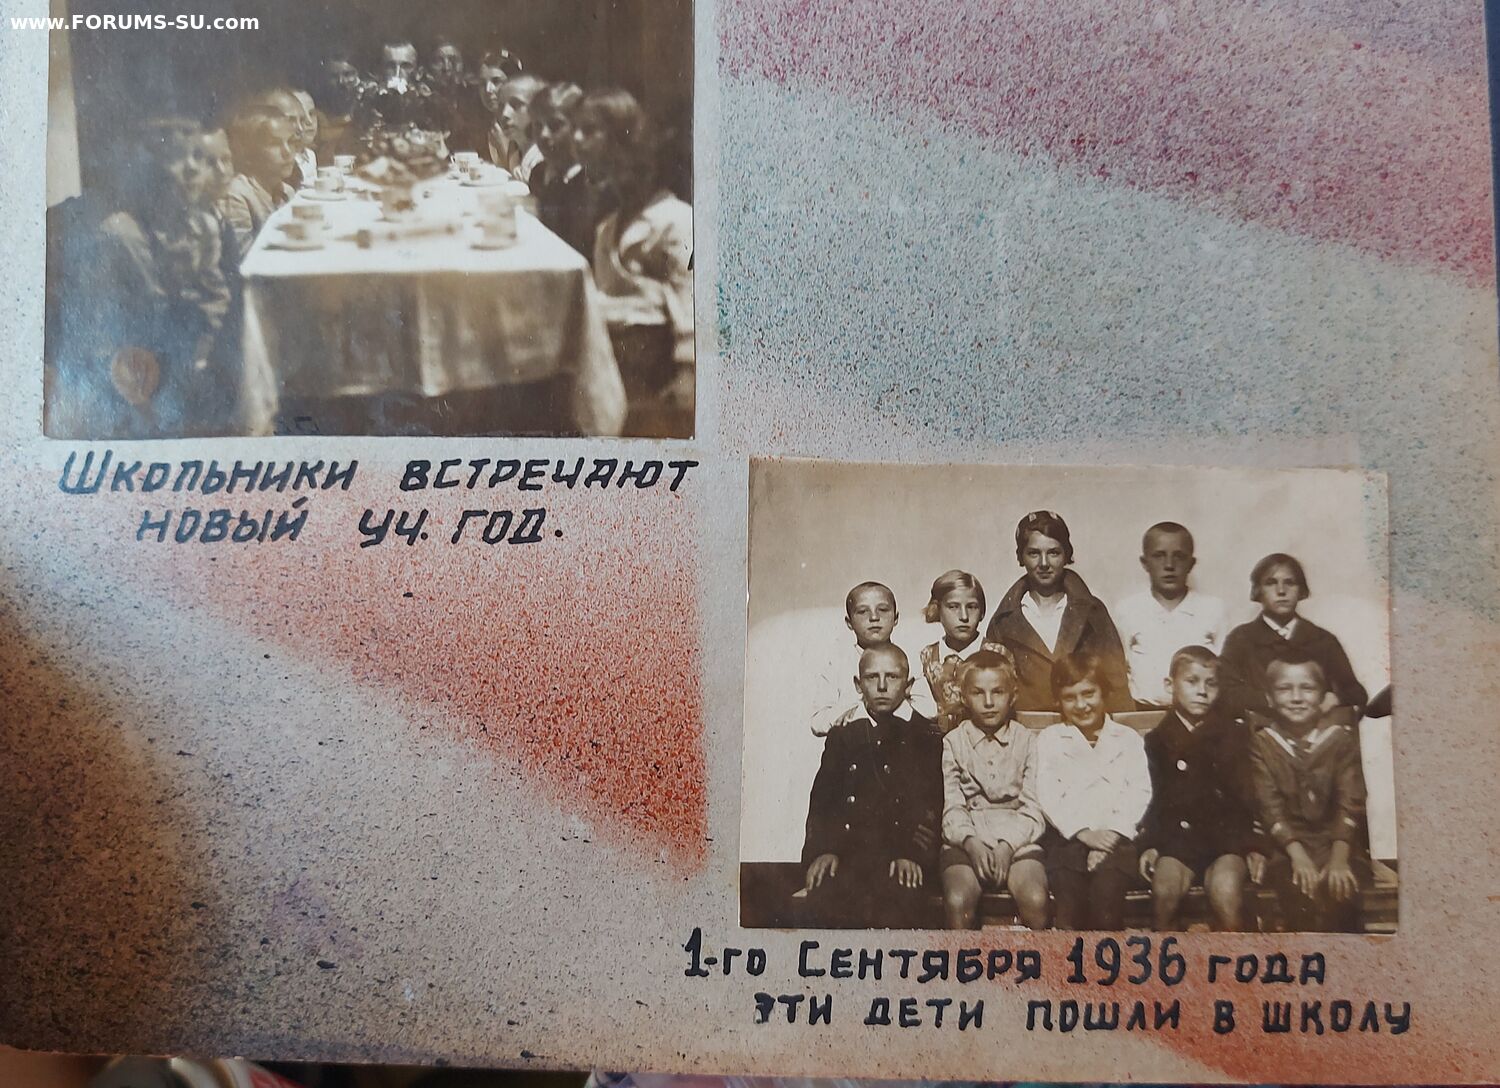 www.FORUMS-SU.com
Школьники встречают
новый уч. год.
1-го Сентября 1936 года
эти дети пошли в школу